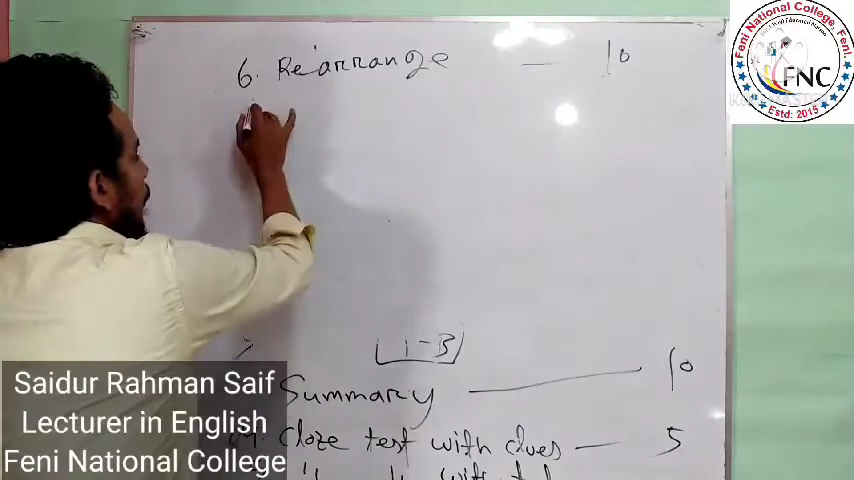 6. Rearrange — 10
1-3
Summary — 10
04. Cloze test with clues — 5
Saidur Rahman Saif
Lecturer in English
Feni National College
Feni National College, Feni.
FNC
Estd: 2015